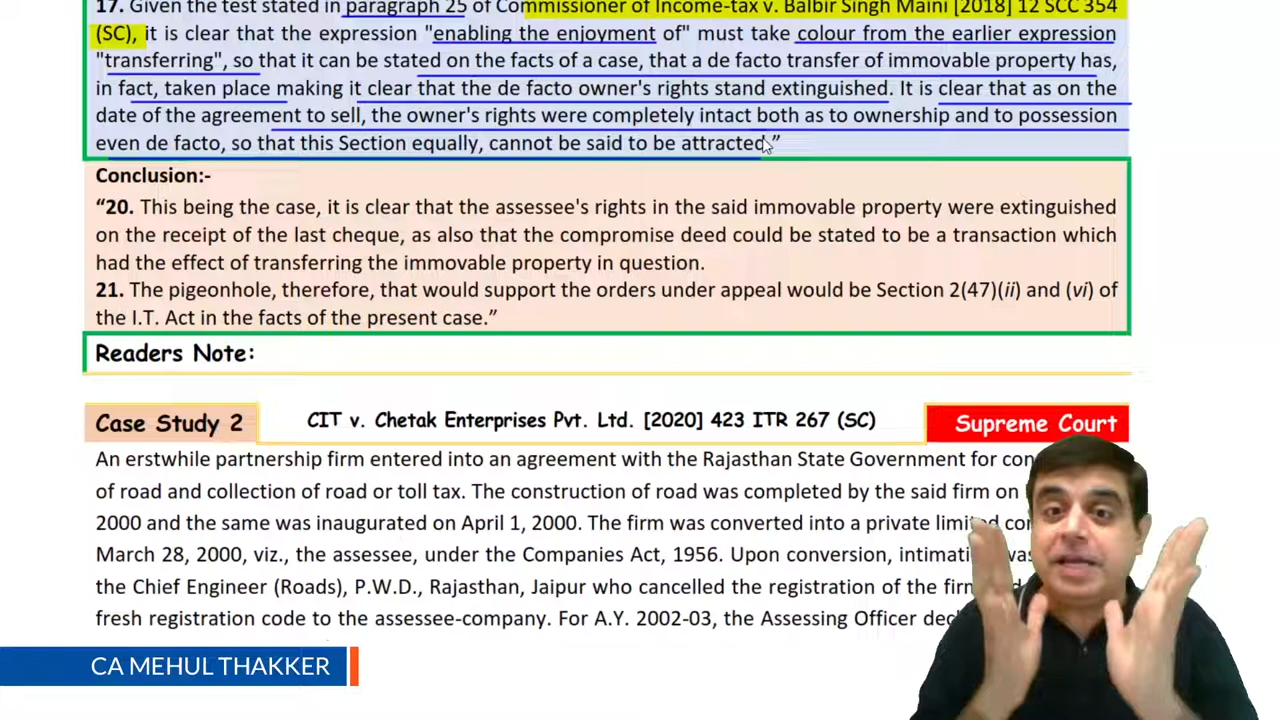 17. Given the test stated in paragraph 25 of Commissioner of Income-tax v. Balbir Singh Maini [2018] 12 SCC 354
(SC), it is clear that the expression "enabling the enjoyment of" must take colour from the earlier expression
"transferring", so that it can be stated on the facts of a case, that a de facto transfer of immovable property has,
in fact, taken place making it clear that the de facto owner's rights stand extinguished. It is clear that as on the
date of the agreement to sell, the owner's rights were completely intact both as to ownership and to possession
even de facto, so that this Section equally, cannot be said to be attracted.”
Conclusion:-
“20. This being the case, it is clear that the assessee's rights in the said immovable property were extinguished
on the receipt of the last cheque, as also that the compromise deed could be stated to be a transaction which
had the effect of transferring the immovable property in question.
21. The pigeonhole, therefore, that would support the orders under appeal would be Section 2(47)(ii) and (vi) of
the I.T. Act in the facts of the present case.”
Readers Note:
Case Study 2 CIT v. Chetak Enterprises Pvt. Ltd. [2020] 423 ITR 267 (SC) Supreme Court
An erstwhile partnership firm entered into an agreement with the Rajasthan State Government for
of road and collection of road or toll tax. The construction of road was completed by the said firm on
2000 and the same was inaugurated on April 1, 2000. The firm was converted into a private limited
March 28, 2000, viz., the assessee, under the Companies Act, 1956. Upon conversion, intimation
the Chief Engineer (Roads), P.W.D., Rajasthan, Jaipur who cancelled the registration of the firm
fresh registration code to the assessee-company. For A.Y. 2002-03, the Assessing Officer
CA MEHUL THAKKER